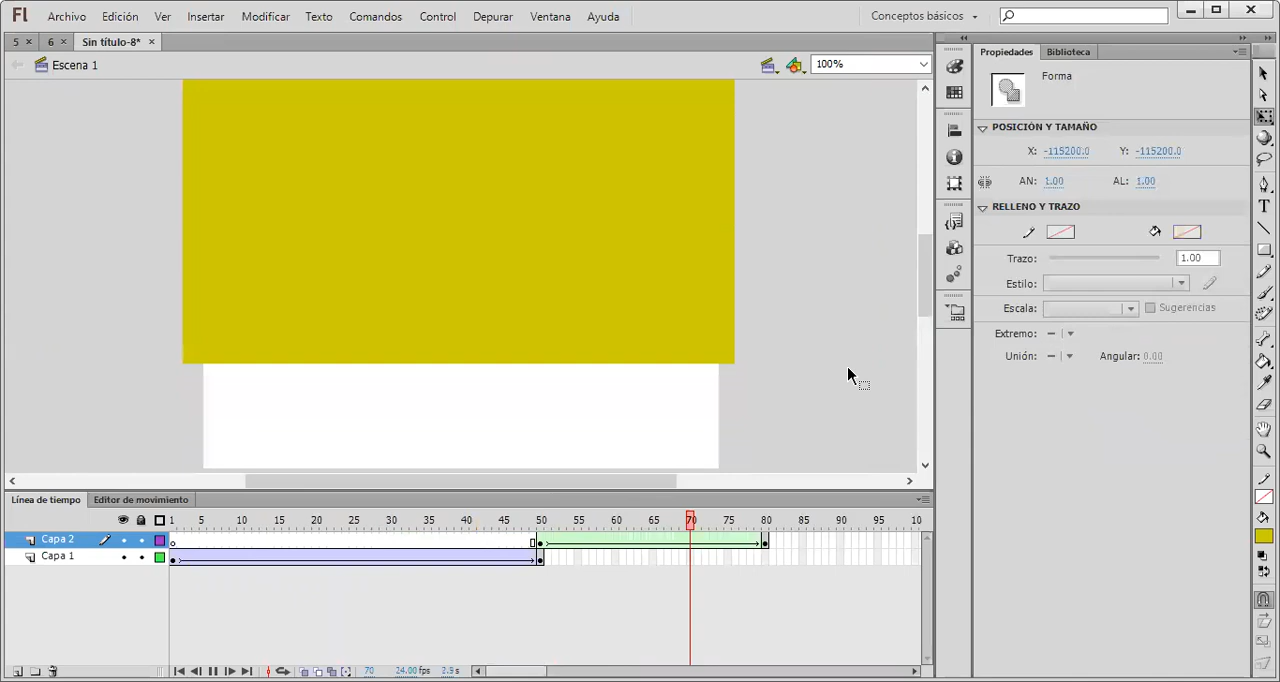 Fl Archivo Edición Ver Insertar Modificar Texto Comandos Control Depurar Ventana Ayuda Conceptos básicos
5 × 6 × Sin título-8* ×
Escena 1 100%
Propiedades Biblioteca
Forma
POSICIÓN Y TAMAÑO
X: -115200.0 Y: -115200.0
AN: 1.00 AL: 1.00
RELLENO Y TRAZO
Trazo: 1.00
Estilo:
Escala: Sugerencias
Extremo: –
Unión: – Angular: 0.00
Línea de tiempo Editor de movimiento
1 5 10 15 20 25 30 35 40 45 50 55 60 65 70 75 80 85 90 95 10
Capa 2
Capa 1
70 24.00 fps 2.9 s